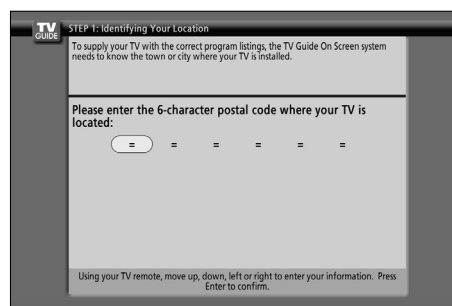 TV
GUIDE
STEP 1: Identifying Your Location
To supply your TV with the correct program listings, the TV Guide On Screen system
needs to know the town or city where your TV is installed.
Please enter the 6-character postal code where your TV is
located:
= = = = = =
Using your TV remote, move up, down, left or right to enter your information. Press
Enter to confirm.